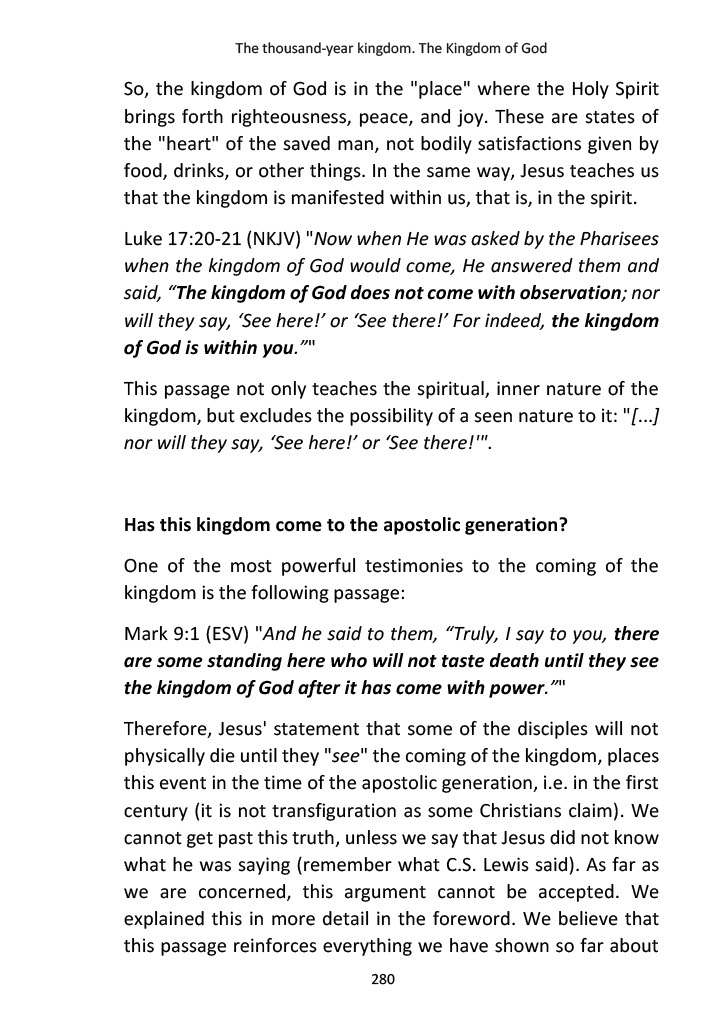 The thousand-year kingdom. The Kingdom of God
So, the kingdom of God is in the "place" where the Holy Spirit
brings forth righteousness, peace, and joy. These are states of
the "heart" of the saved man, not bodily satisfactions given by
food, drinks, or other things. In the same way, Jesus teaches us
that the kingdom is manifested within us, that is, in the spirit.
Luke 17:20-21 (NKJV) "Now when He was asked by the Pharisees
when the kingdom of God would come, He answered them and
said, “The kingdom of God does not come with observation; nor
will they say, ‘See here!’ or ‘See there!’ For indeed, the kingdom
of God is within you.”"
This passage not only teaches the spiritual, inner nature of the
kingdom, but excludes the possibility of a seen nature to it: "[...]
nor will they say, ‘See here!’ or ‘See there!'".
Has this kingdom come to the apostolic generation?
One of the most powerful testimonies to the coming of the
kingdom is the following passage:
Mark 9:1 (ESV) "And he said to them, “Truly, I say to you, there
are some standing here who will not taste death until they see
the kingdom of God after it has come with power.”"
Therefore, Jesus' statement that some of the disciples will not
physically die until they "see" the coming of the kingdom, places
this event in the time of the apostolic generation, i.e. in the first
century (it is not transfiguration as some Christians claim). We
cannot get past this truth, unless we say that Jesus did not know
what he was saying (remember what C.S. Lewis said). As far as
we are concerned, this argument cannot be accepted. We
explained this in more detail in the foreword. We believe that
this passage reinforces everything we have shown so far about
280